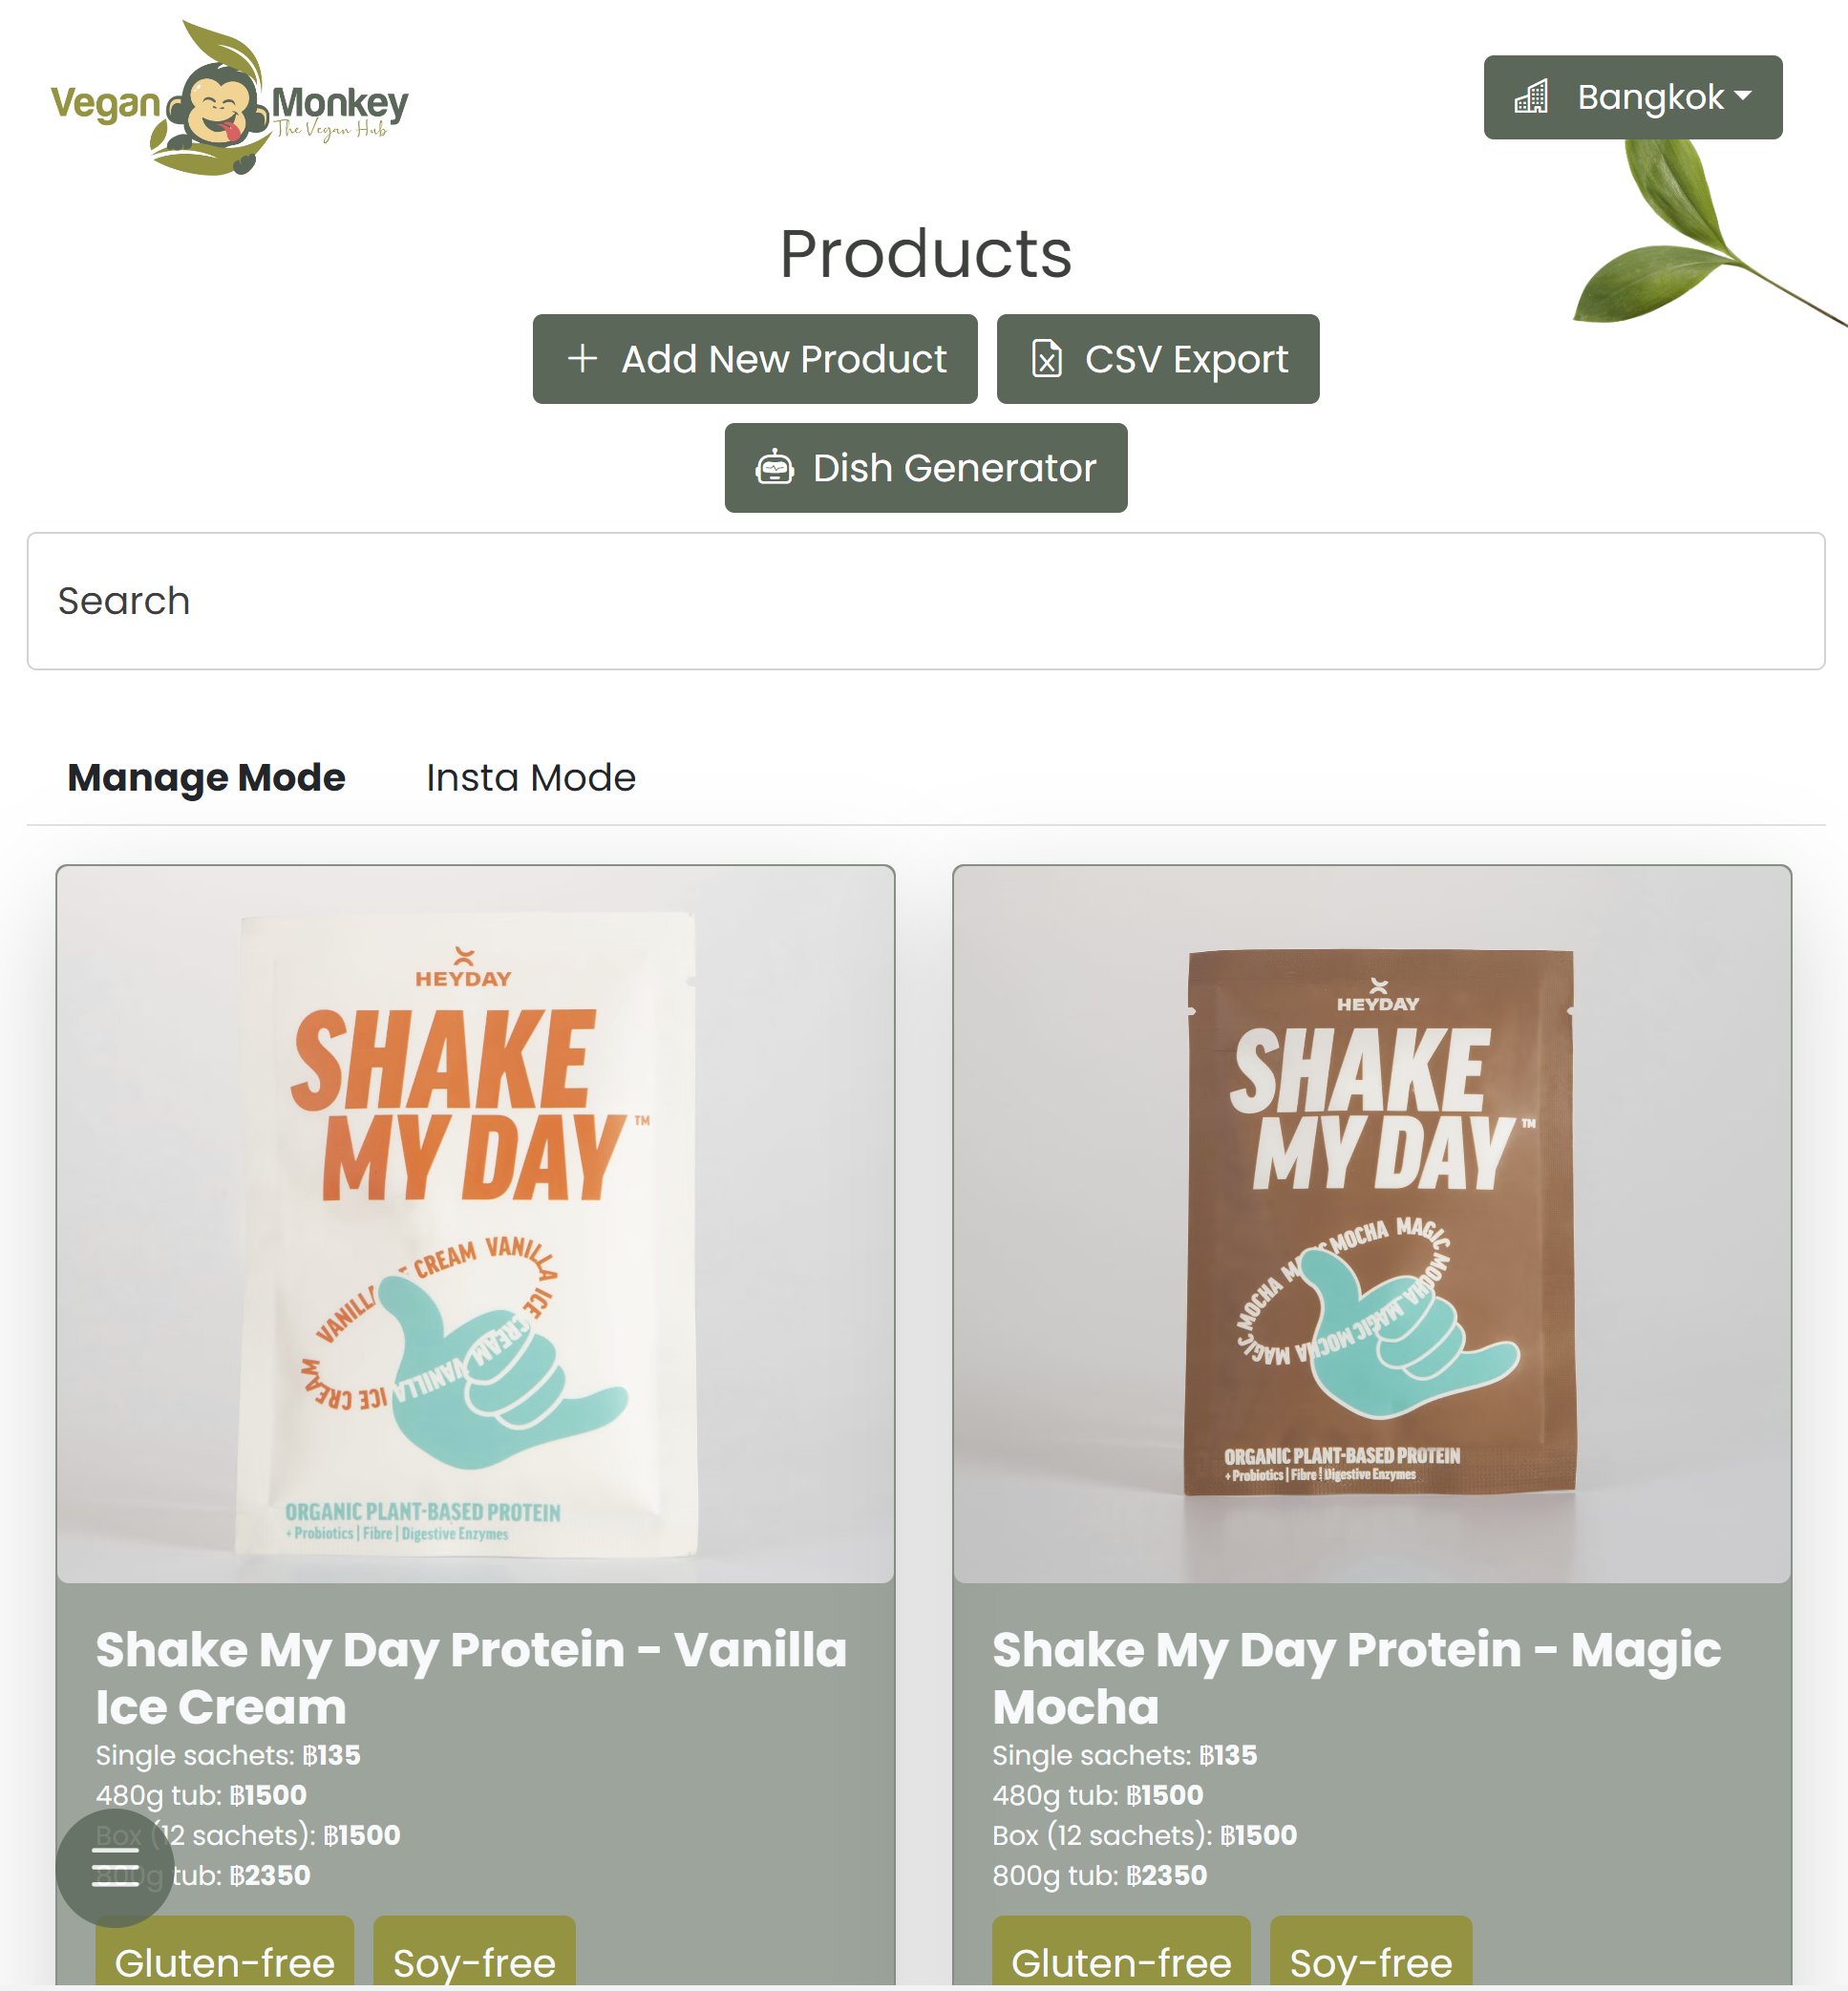 Vegan Monkey
The Vegan Hub
Bangkok
Products
Add New Product
CSV Export
Dish Generator
Search
Manage Mode
Insta Mode
HEYDAY
SHAKE
MY DAY™
VANILLA ICE CREAM VANILLA ICE CREAM VANILLA ICE CREAM
ORGANIC PLANT-BASED PROTEIN
+ Probiotics | Fibre | Digestive Enzymes
HEYDAY
SHAKE
MY DAY™
MAGIC MOCHA MAGIC MOCHA MAGIC MOCHA MAGIC MOCHA
ORGANIC PLANT-BASED PROTEIN
+ Probiotics | Fibre | Digestive Enzymes
Shake My Day Protein - Vanilla
Ice Cream
Single sachets: ฿135
480g tub: ฿1500
Box (12 sachets): ฿1500
800g tub: ฿2350
Gluten-free
Soy-free
Shake My Day Protein - Magic
Mocha
Single sachets: ฿135
480g tub: ฿1500
Box (12 sachets): ฿1500
800g tub: ฿2350
Gluten-free
Soy-free